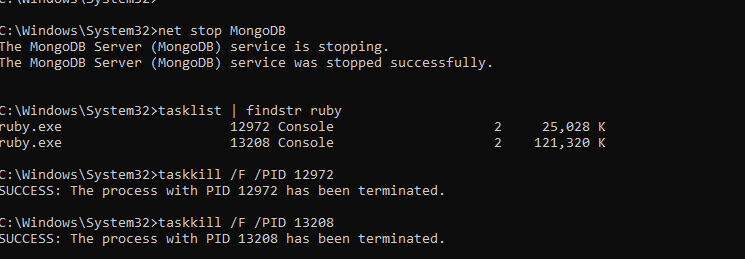 C:\Windows\System32>
C:\Windows\System32>net stop MongoDB
The MongoDB Server (MongoDB) service is stopping.
The MongoDB Server (MongoDB) service was stopped successfully.
C:\Windows\System32>tasklist | findstr ruby
ruby.exe 12972 Console 2 25,028 K
ruby.exe 13208 Console 2 121,320 K
C:\Windows\System32>taskkill /F /PID 12972
SUCCESS: The process with PID 12972 has been terminated.
C:\Windows\System32>taskkill /F /PID 13208
SUCCESS: The process with PID 13208 has been terminated.